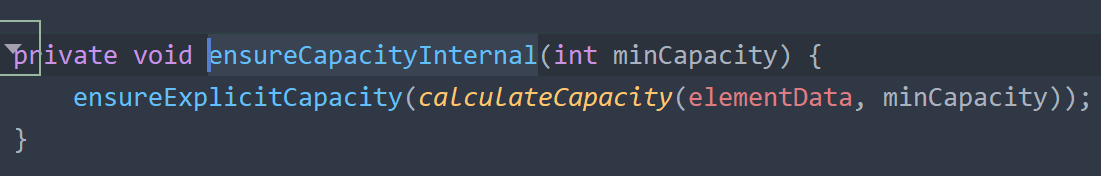 private void ensureCapacityInternal(int minCapacity) {
    ensureExplicitCapacity(calculateCapacity(elementData, minCapacity));
}